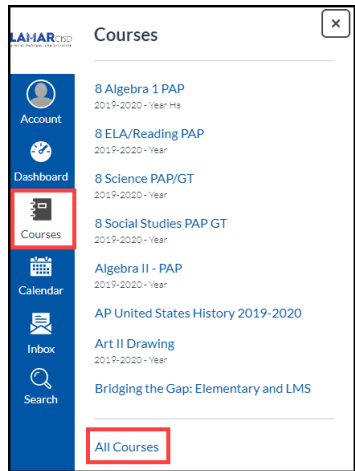 LAMAR CISD
Courses
×
8 Algebra 1 PAP
2019-2020 - Year Hs
8 ELA/Reading PAP
2019-2020 - Year
8 Science PAP/GT
2019-2020 - Year
8 Social Studies PAP GT
2019-2020 - Year
Algebra II - PAP
2019-2020 - Year
AP United States History 2019-2020
Art II Drawing
2019-2020 - Year
Bridging the Gap: Elementary and LMS
All Courses
Account
Dashboard
Courses
Calendar
Inbox
Search